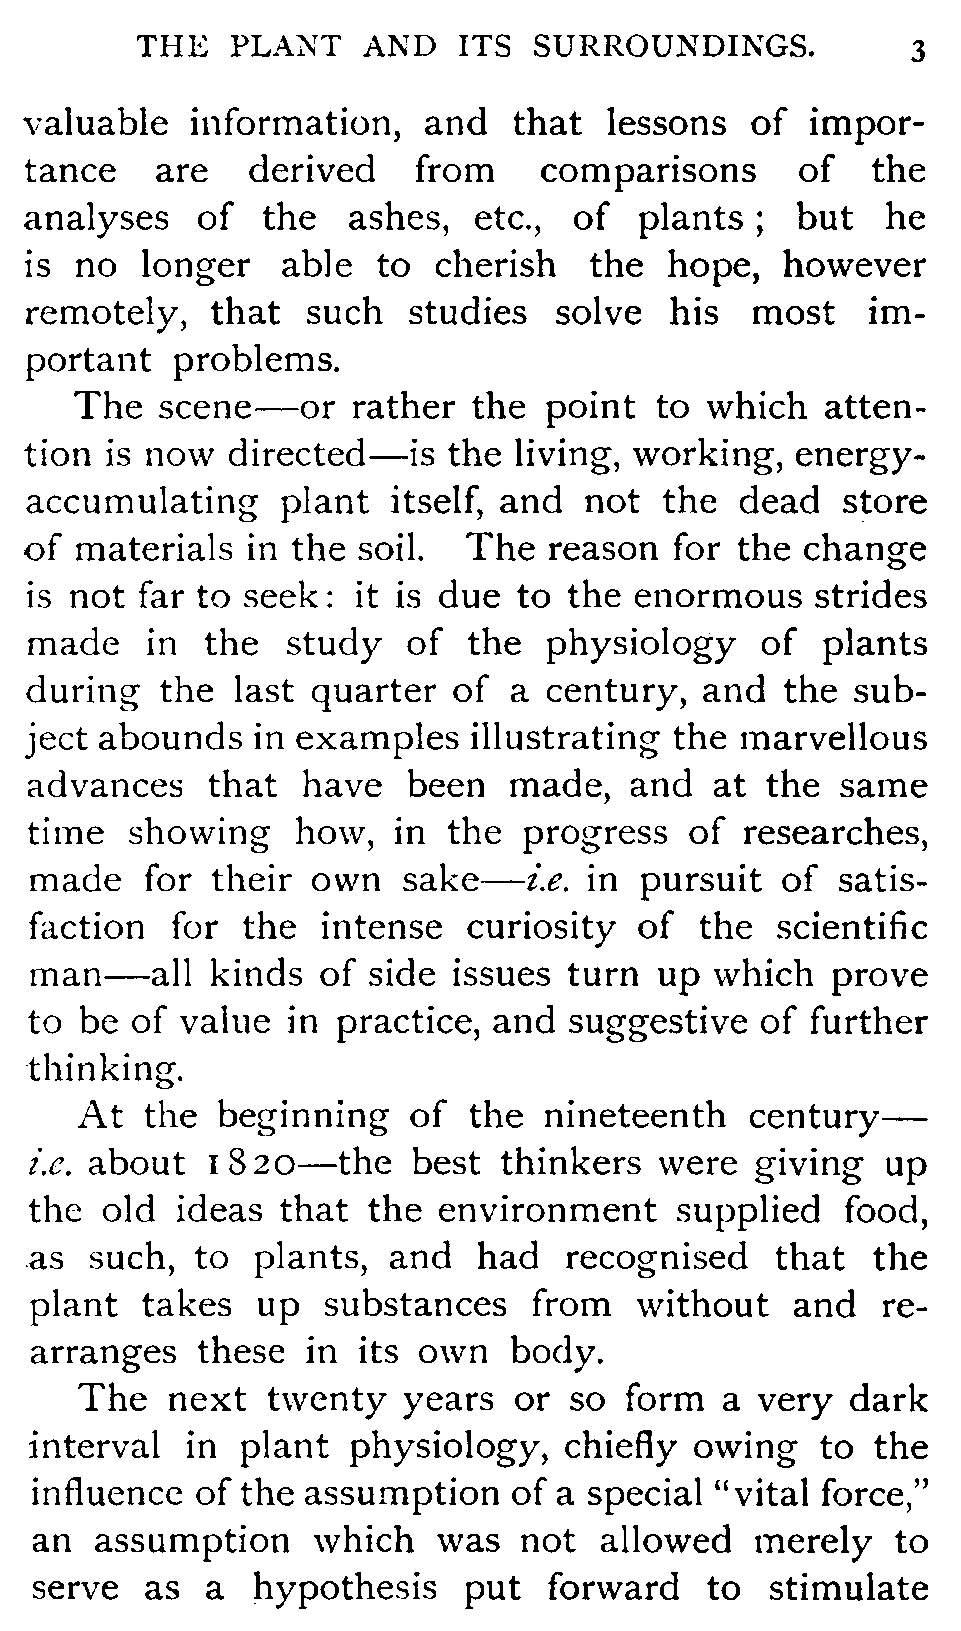 THE PLANT AND ITS SURROUNDINGS. 3
valuable information, and that lessons of impor-
tance are derived from comparisons of the
analyses of the ashes, etc., of plants ; but he
is no longer able to cherish the hope, however
remotely, that such studies solve his most im-
portant problems.
The scene—or rather the point to which atten-
tion is now directed—is the living, working, energy-
accumulating plant itself, and not the dead store
of materials in the soil. The reason for the change
is not far to seek: it is due to the enormous strides
made in the study of the physiology of plants
during the last quarter of a century, and the sub-
ject abounds in examples illustrating the marvellous
advances that have been made, and at the same
time showing how, in the progress of researches,
made for their own sake—i.e. in pursuit of satis-
faction for the intense curiosity of the scientific
man—all kinds of side issues turn up which prove
to be of value in practice, and suggestive of further
thinking.
At the beginning of the nineteenth century—
i.e. about 1820—the best thinkers were giving up
the old ideas that the environment supplied food,
as such, to plants, and had recognised that the
plant takes up substances from without and re-
arranges these in its own body.
The next twenty years or so form a very dark
interval in plant physiology, chiefly owing to the
influence of the assumption of a special "vital force,"
an assumption which was not allowed merely to
serve as a hypothesis put forward to stimulate